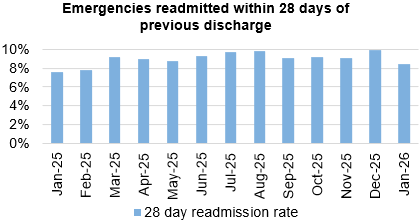 Emergencies readmitted within 28 days of
previous discharge
10%
8%
6%
4%
2%
0%
Jan-25
Feb-25
Mar-25
Apr-25
May-25
Jun-25
Jul-25
Aug-25
Sep-25
Oct-25
Nov-25
Dec-25
Jan-26
28 day readmission rate